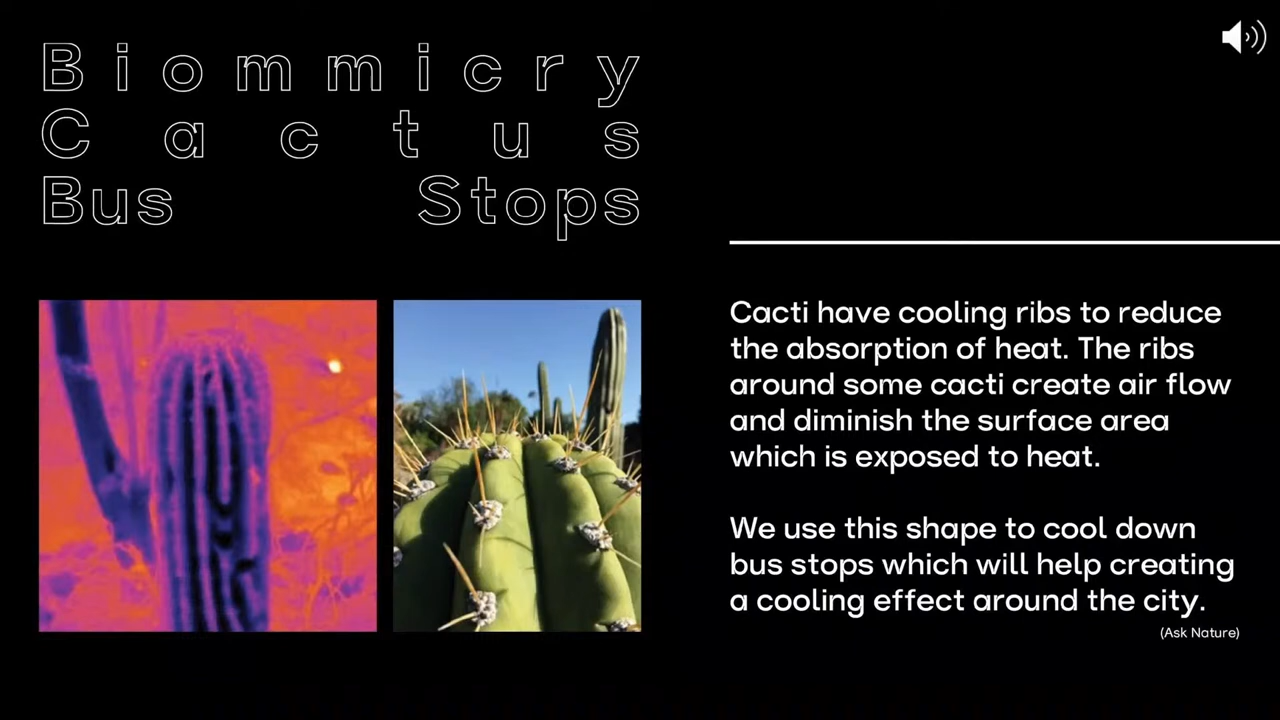 Biommicry
Cactus
Bus Stops
Cacti have cooling ribs to reduce
the absorption of heat. The ribs
around some cacti create air flow
and diminish the surface area
which is exposed to heat.
We use this shape to cool down
bus stops which will help creating
a cooling effect around the city.
(Ask Nature)